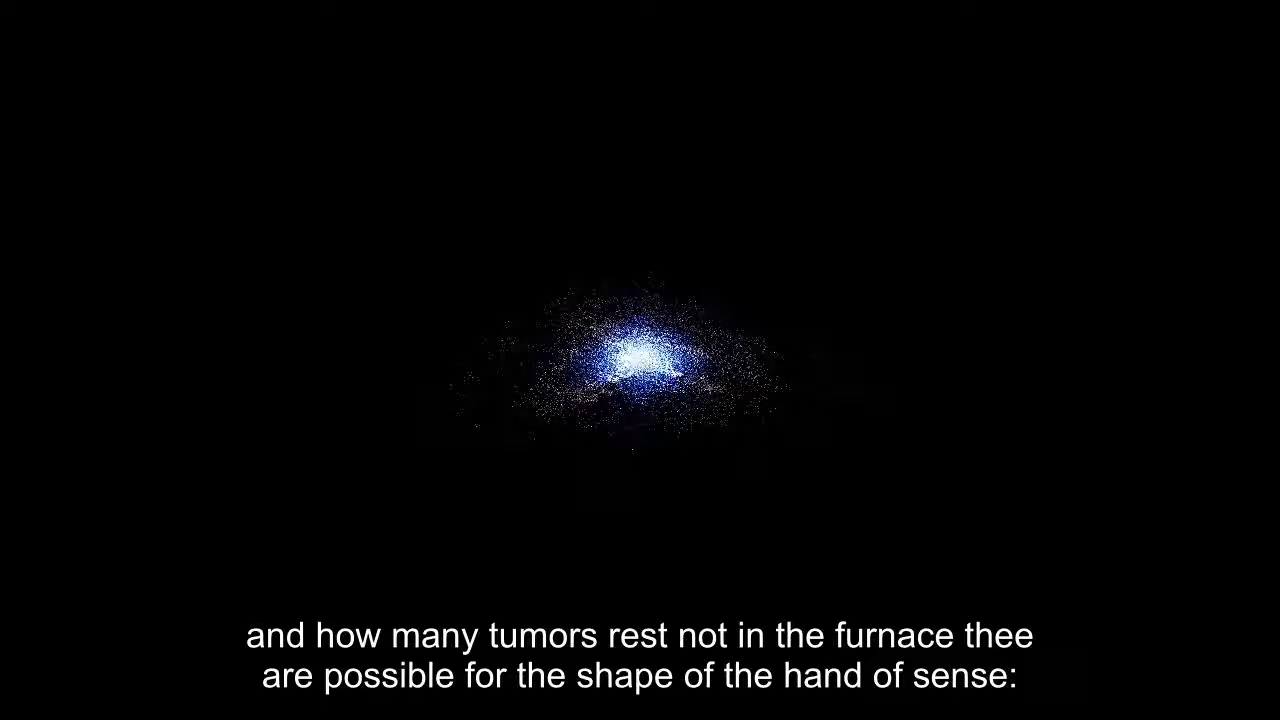 and how many tumors rest not in the furnace thee
are possible for the shape of the hand of sense: